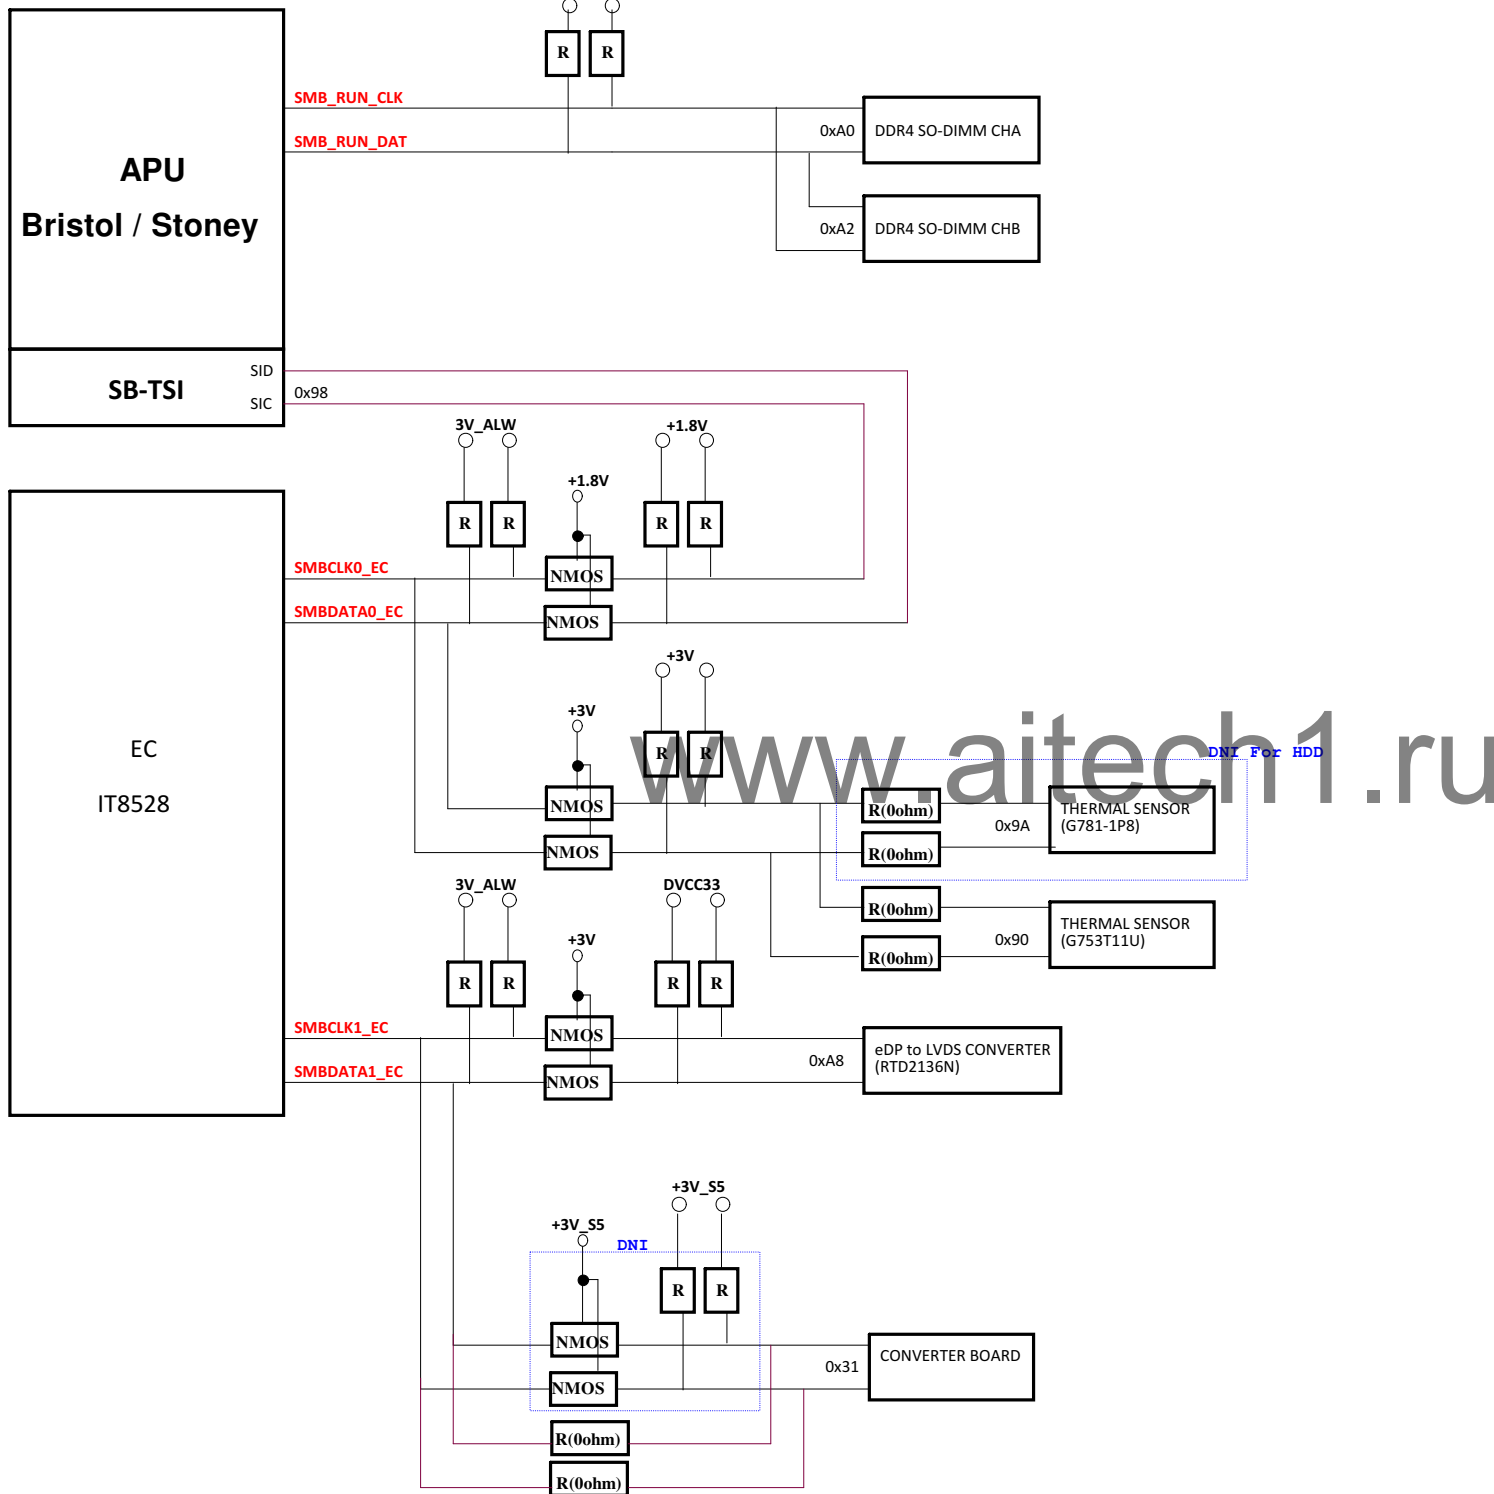 R R
SMB_RUN_CLK
SMB_RUN_DAT
APU
Bristol / Stoney
0xA0
DDR4 SO-DIMM CHA
0xA2
DDR4 SO-DIMM CHB
SB-TSI
SID
SIC
0x98
3V_ALW
+1.8V
+1.8V
R R
R R
SMBCLK0_EC
NMOS
SMBDATA0_EC
NMOS
EC
IT8528
+3V
+3V
R R
www.aitech1.ru
DNI For HDD
NMOS
NMOS
R(0ohm)
R(0ohm)
0x9A
THERMAL SENSOR
(G781-1P8)
R(0ohm)
R(0ohm)
0x90
THERMAL SENSOR
(G753T11U)
3V_ALW
+3V
DVCC33
R R
R R
SMBCLK1_EC
NMOS
SMBDATA1_EC
NMOS
0xA8
eDP to LVDS CONVERTER
(RTD2136N)
+3V_S5
+3V_S5
DNI
R R
NMOS
NMOS
0x31
CONVERTER BOARD
R(0ohm)
R(0ohm)